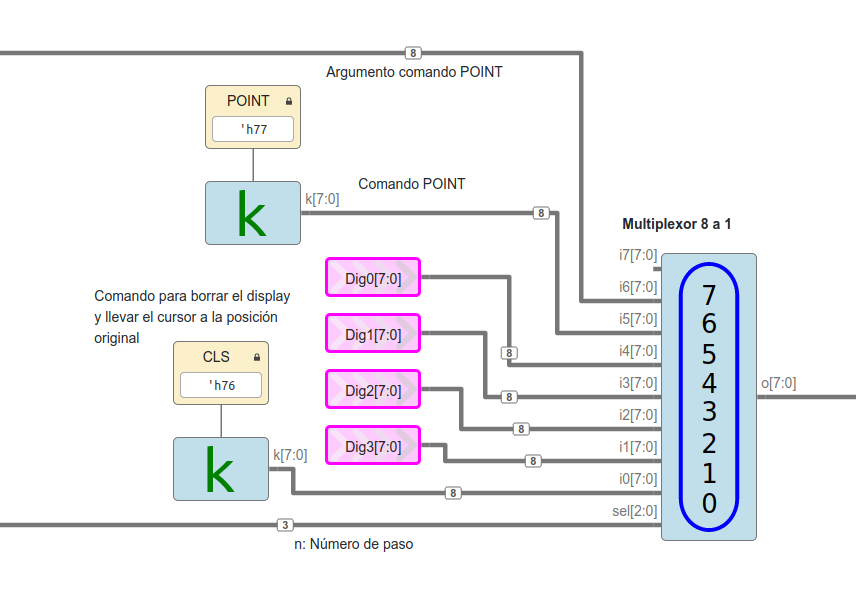 8
Argumento comando POINT
POINT
'h77
k[7:0]
Comando POINT
k
8
Multiplexor 8 a 1
i7[7:0]
Dig0[7:0]
i6[7:0]
7
Comando para borrar el display
y llevar el cursor a la posición
original
i5[7:0]
6
Dig1[7:0]
8
i4[7:0]
5
CLS
'h76
i3[7:0]
4
o[7:0]
Dig2[7:0]
8
i2[7:0]
3
8
Dig3[7:0]
i1[7:0]
2
k[7:0]
8
k
i0[7:0]
1
8
sel[2:0]
0
3
n: Número de paso